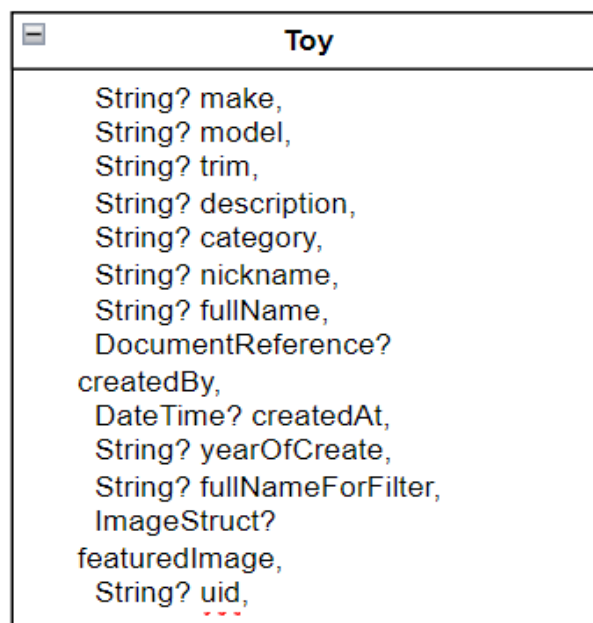 Toy
String? make,
String? model,
String? trim,
String? description,
String? category,
String? nickname,
String? fullName,
DocumentReference?
createdBy,
DateTime? createdAt,
String? yearOfCreate,
String? fullNameForFilter,
ImageStruct?
featuredImage,
String? uid,